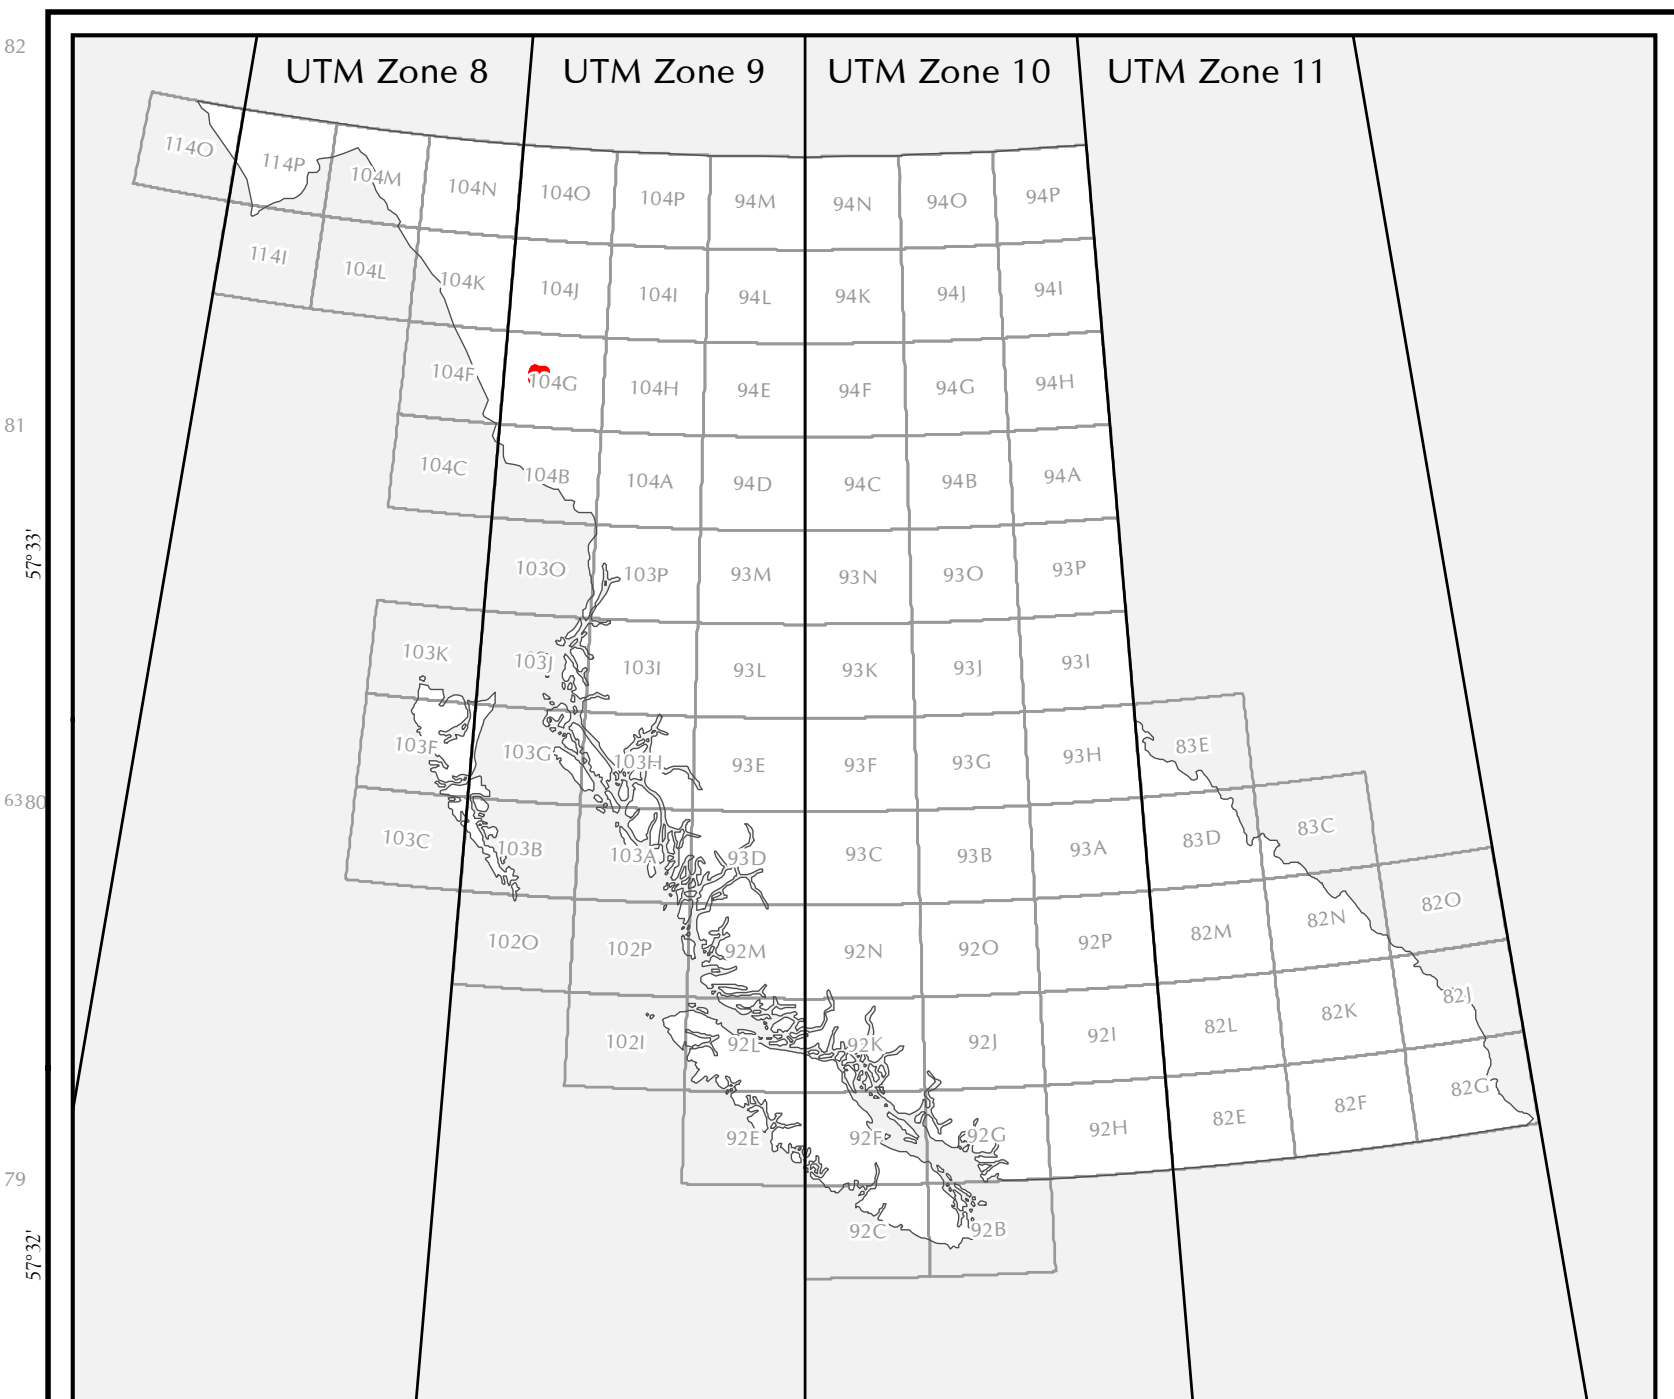 82
UTM Zone 8 UTM Zone 9 UTM Zone 10 UTM Zone 11
114O 114P 104M 104N 104O 104P 94M 94N 94O 94P
114I 104L 104K 104J 104I 94L 94K 94J 94I
104F 104G 104H 94E 94F 94G 94H
81
104C 104B 104A 94D 94C 94B 94A
57°33'
103O 103P 93M 93N 93O 93P
103K 103J 103I 93L 93K 93J 93I
103F 103G 103H 93E 93F 93G 93H 83E
6380
103C 103B 103A 93D 93C 93B 93A 83D 83C
102O 102P 92M 92N 92O 92P 82M 82N 82O
102I 92L 92K 92J 92I 82L 82K 82J
92E 92F 92G 92H 82E 82F 82G
79
57°32'
92C 92B